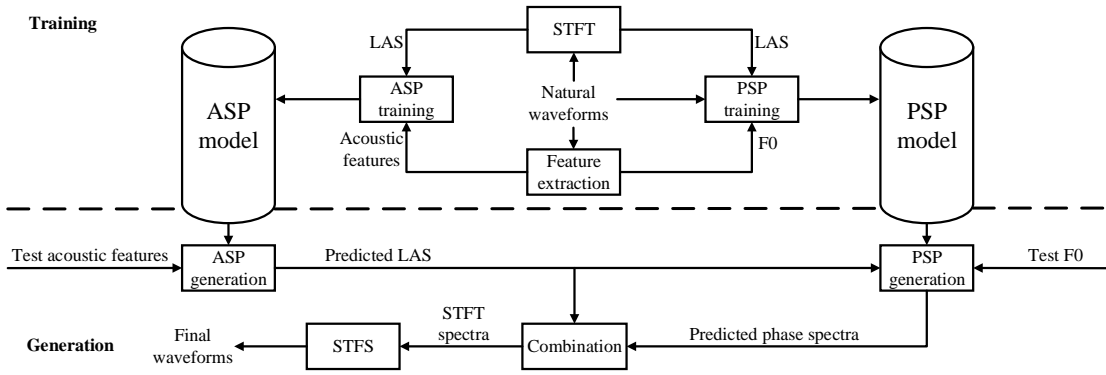 Training
STFT
LAS
LAS
ASP
model
ASP
training
Natural
waveforms
PSP
training
PSP
model
Acoustic
features
Feature
extraction
F0
Test acoustic features
ASP
generation
Predicted LAS
PSP
generation
Test F0
Generation
Final
waveforms
STFS
STFT
spectra
Combination
Predicted phase spectra